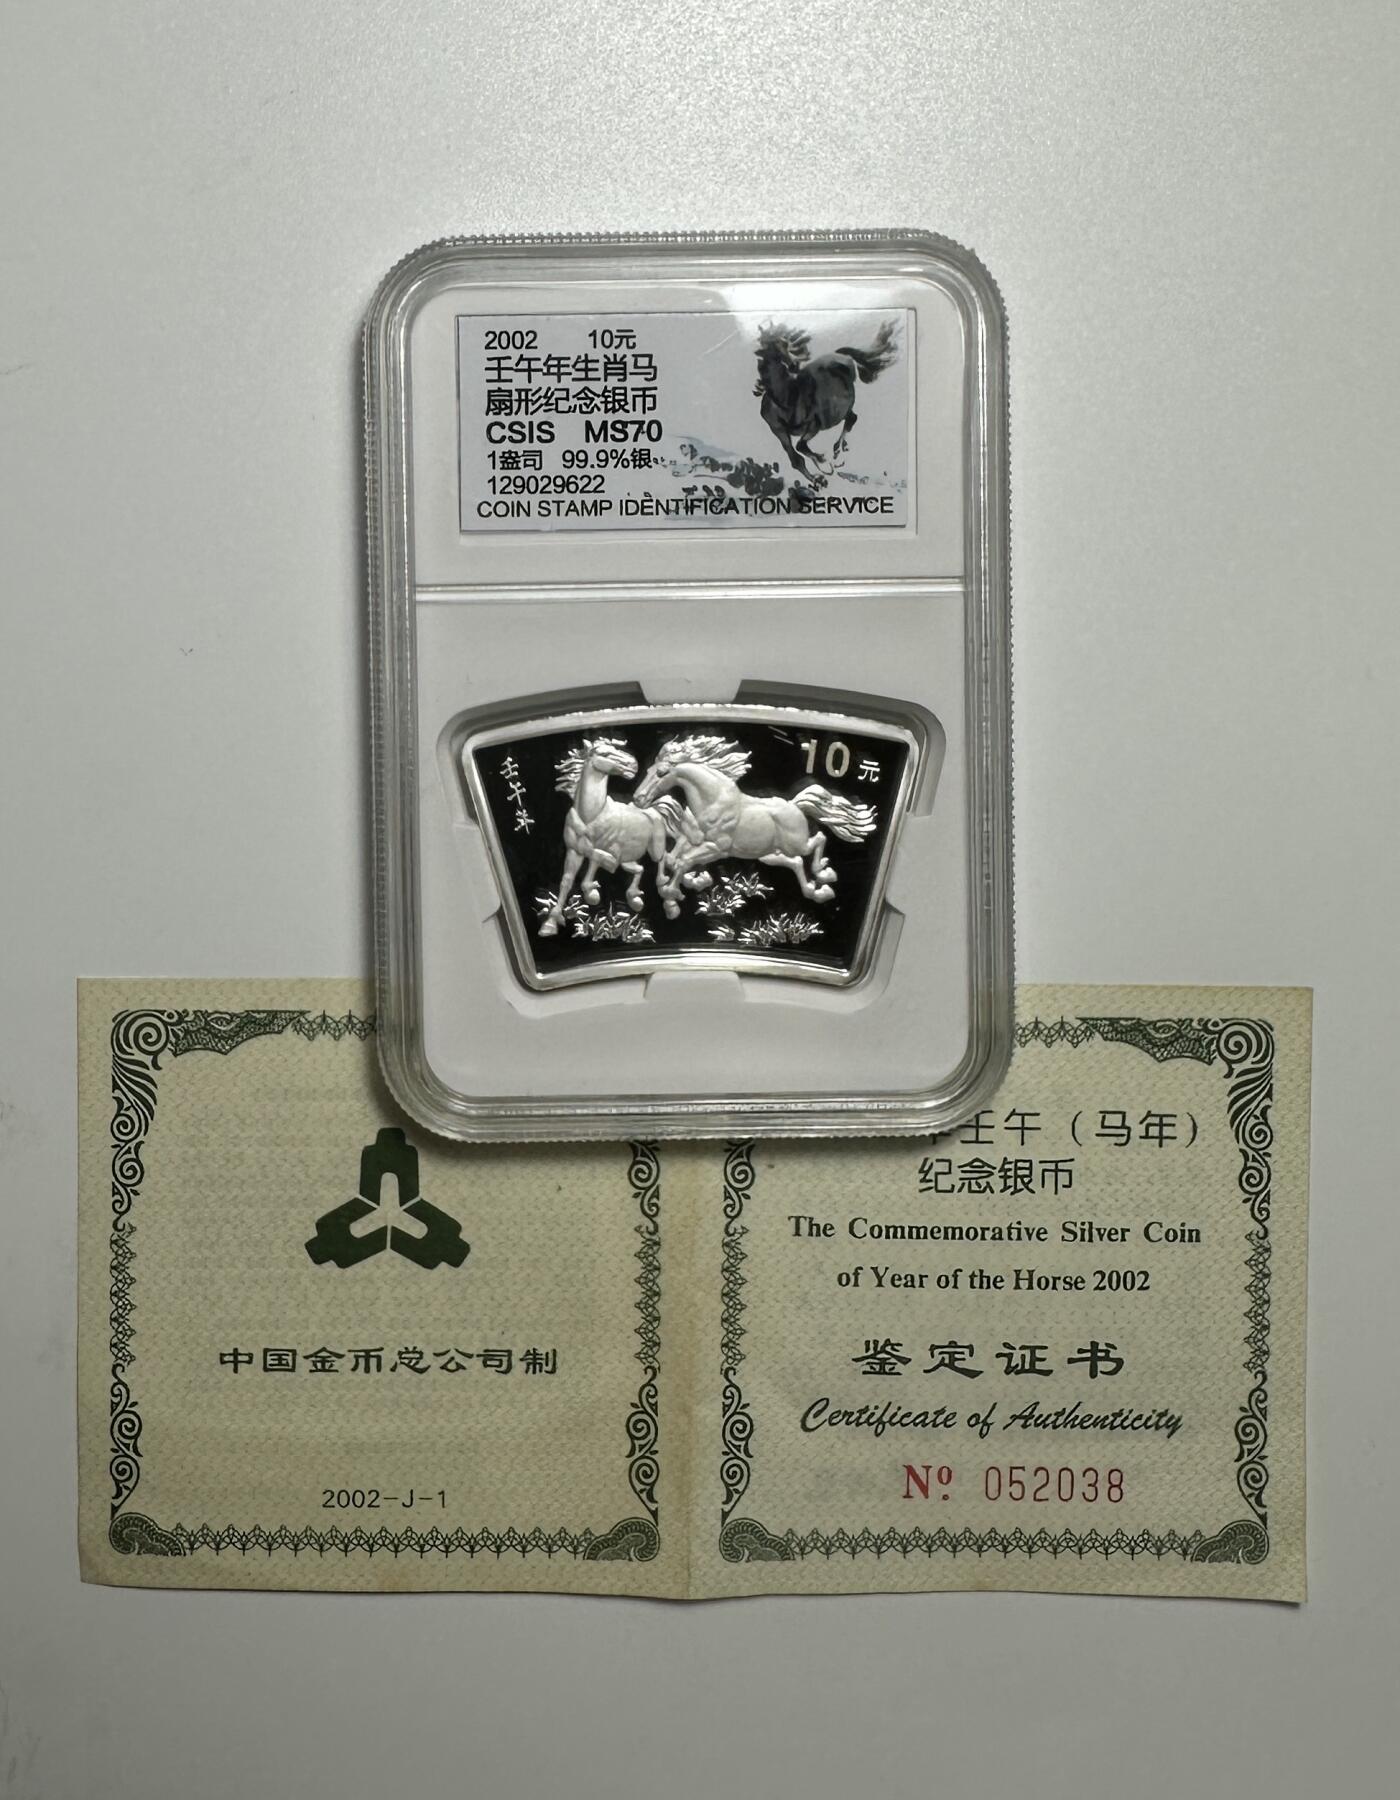 2002 10元
壬午年生肖马
扇形纪念银币
CSIS MS70
1盎司 99.9%银
129029622
COIN STAMP IDENTIFICATION SERVICE
壬午年
10元
中国金币总公司制
2002-J-1
壬午（马年）
纪念银币
The Commemorative Silver Coin
of Year of the Horse 2002
鉴定证书
Certificate of Authenticity
Nº 052038